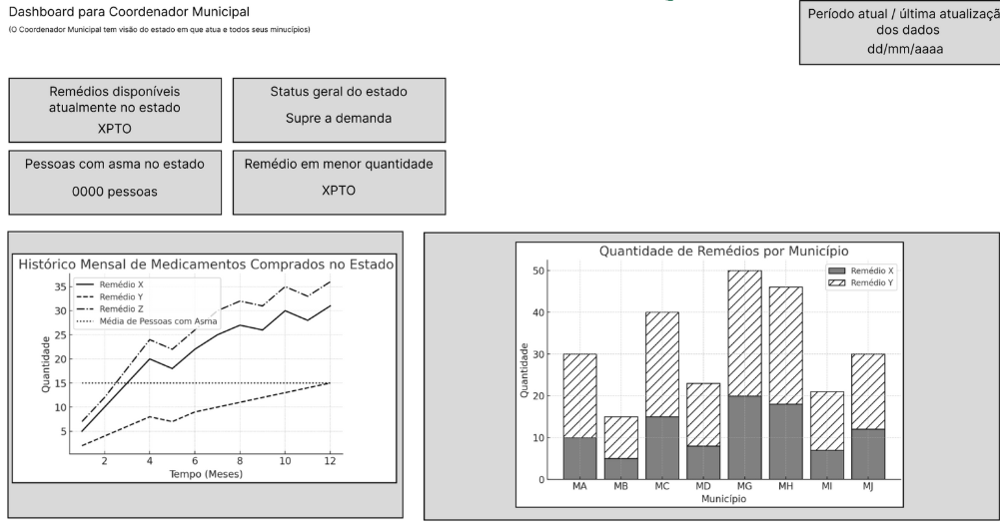 Dashboard para Coordenador Municipal
(O Coordenador Municipal tem visão do estado em que atua e todos seus minucípios)
Período atual / última atualizaçã
dos dados
dd/mm/aaaa
Remédios disponíveis
atualmente no estado
XPTO
Status geral do estado
Supre a demanda
Pessoas com asma no estado
0000 pessoas
Remédio em menor quantidade
XPTO
Histórico Mensal de Medicamentos Comprados no Estado
Remédio X
Remédio Y
Remédio Z
Média de Pessoas com Asma
Quantidade
35
30
25
20
15
10
5
2 4 6 8 10 12
Tempo (Meses)
Quantidade de Remédios por Município
Remédio X
Remédio Y
Quantidade
50
40
30
20
10
0
MA MB MC MD MG MH MI MJ
Município